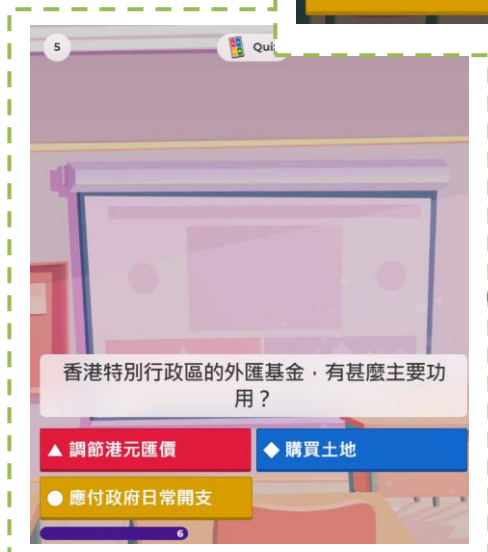 5
Quiz
香港特別行政區的外匯基金，有甚麼主要功
用？
調節港元匯價
購買土地
應付政府日常開支
6